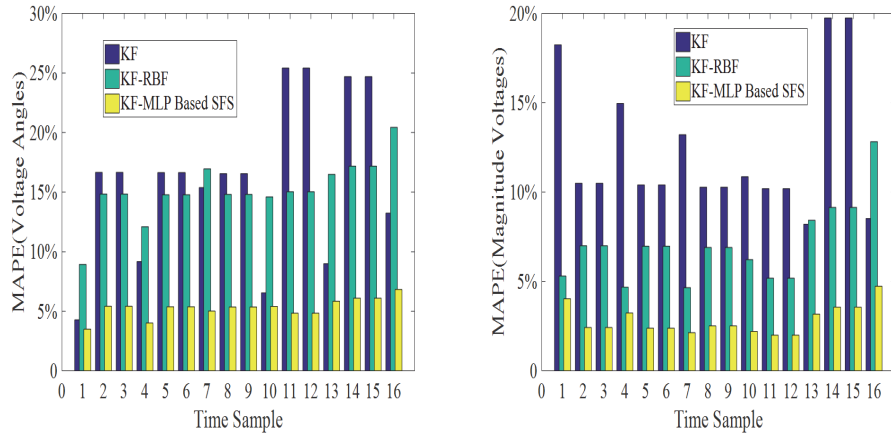 30%
25%
20%
15%
10%
5%
0
MAPE(Voltage Angles)
KF
KF-RBF
KF-MLP Based SFS
0 1 2 3 4 5 6 7 8 9 10 11 12 13 14 15 16
Time Sample
20%
15%
10%
5%
0
MAPE(Magnitude Voltages)
KF
KF-RBF
KF-MLP Based SFS
0 1 2 3 4 5 6 7 8 9 10 11 12 13 14 15 16
Time Sample